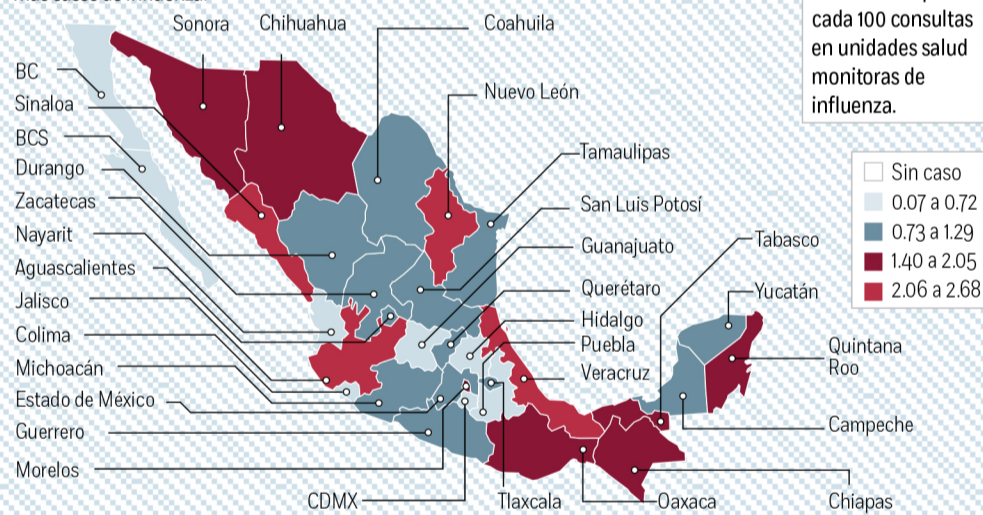 Sonora
Chihuahua
Coahuila
cada 100 consultas
en unidades salud
monitoras de
influenza.
BC
Sinaloa
BCS
Durango
Zacatecas
Nayarit
Aguascalientes
Jalisco
Colima
Michoacán
Estado de México
Guerrero
Morelos
Nuevo León
Tamaulipas
San Luis Potosí
Guanajuato
Querétaro
Hidalgo
Puebla
Veracruz
Tabasco
Yucatán
Sin caso
0.07 a 0.72
0.73 a 1.29
1.40 a 2.05
2.06 a 2.68
Quintana
Roo
Campeche
CDMX
Tlaxcala
Oaxaca
Chiapas